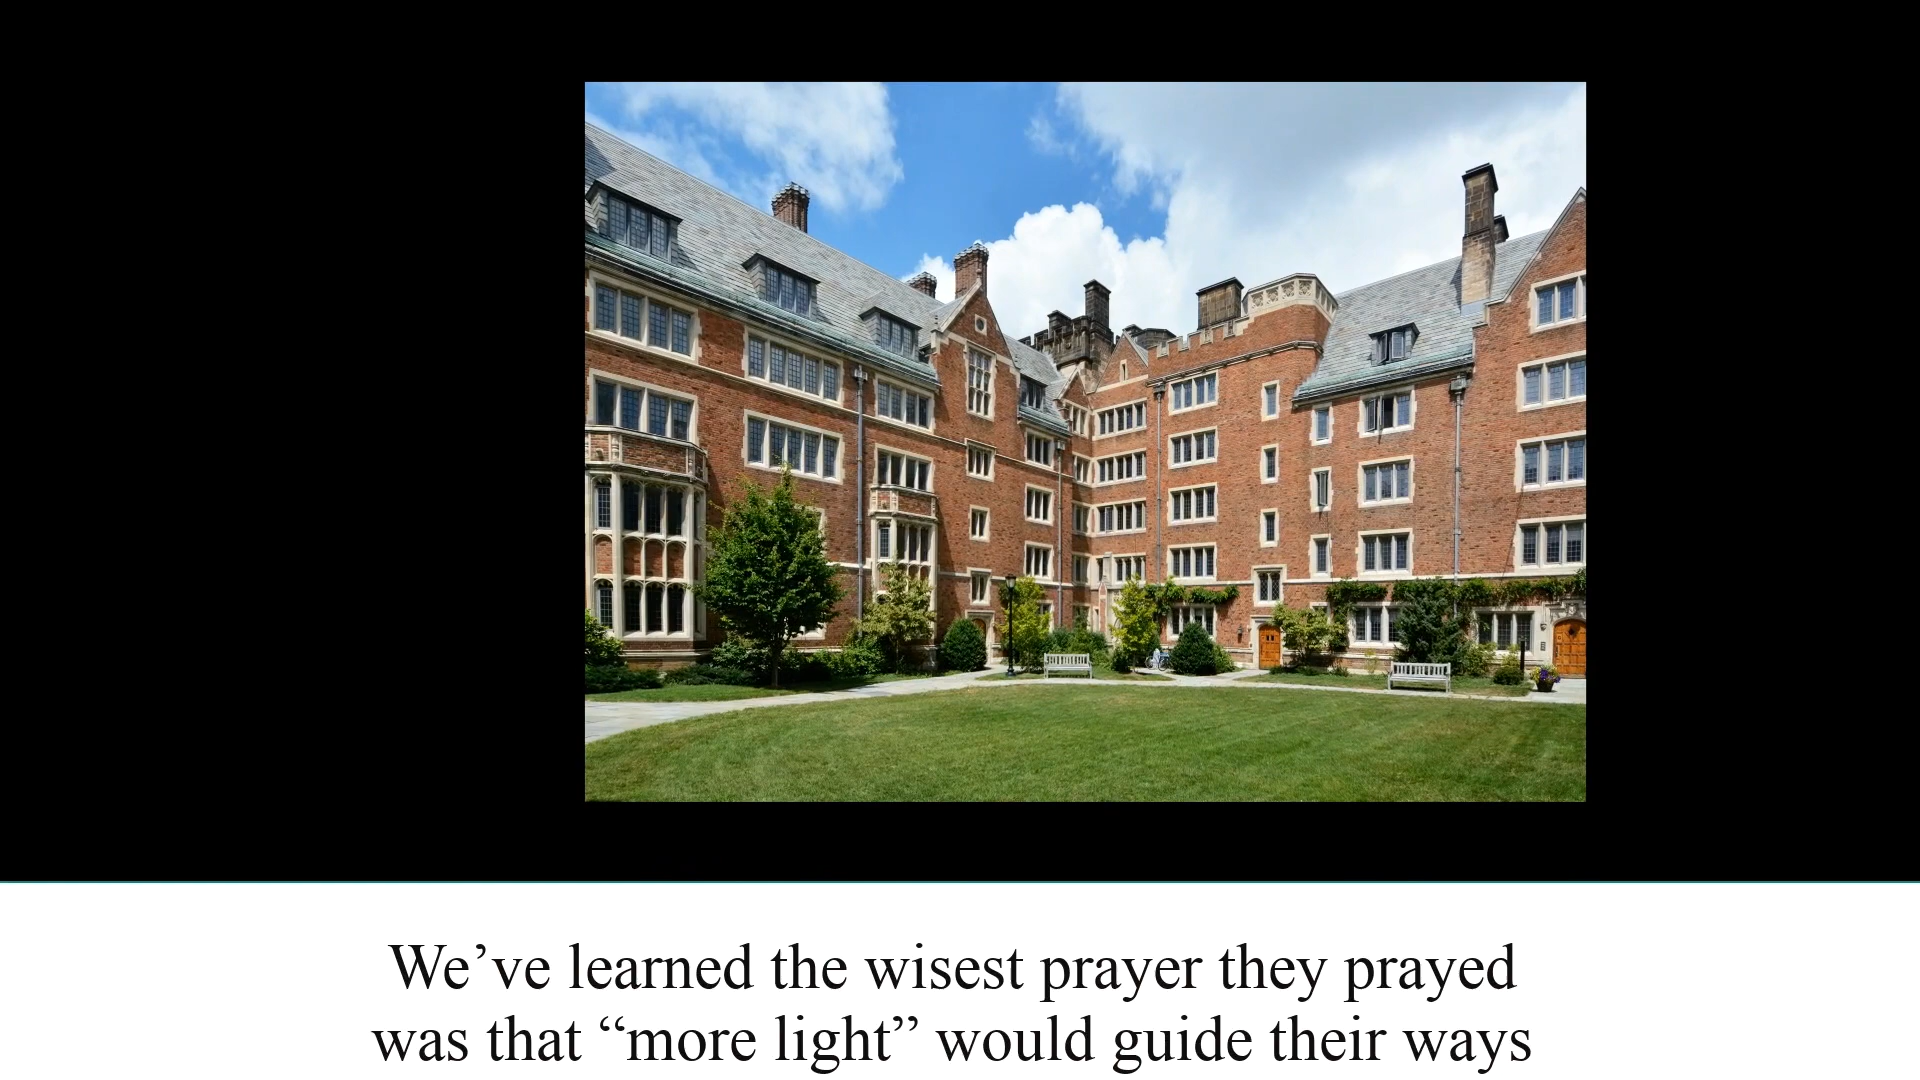 We’ve learned the wisest prayer they prayed
was that “more light” would guide their ways